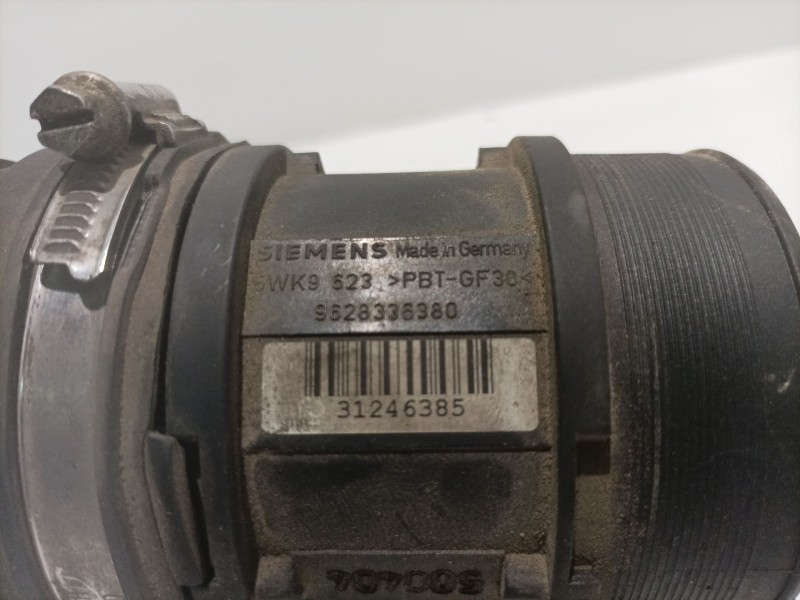 SIEMENS Made in Germany
5WK9 623 >PBT-GF30<
9628336380
31246385